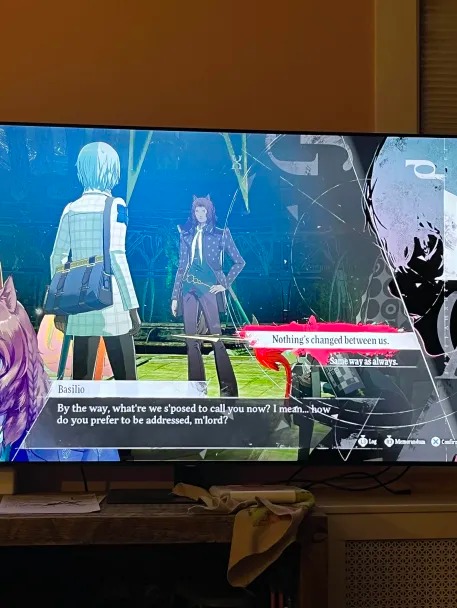 Nothing's changed between us.
Same way as always.
Basilio
By the way, what're we s'posed to call you now? I mean... how
do you prefer to be addressed, m'lord?
Log Memorandum Confirm